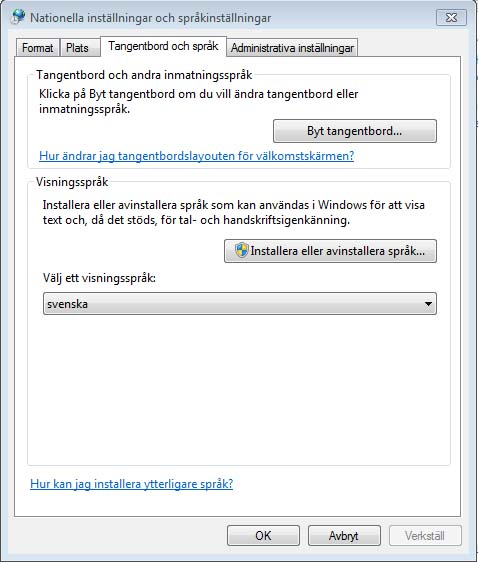 Nationella inställningar och språkinställningar
Format Plats Tangentbord och språk Administrativa inställningar
Tangentbord och andra inmatningsspråk
Klicka på Byt tangentbord om du vill ändra tangentbord eller
inmatningsspråk.
Byt tangentbord...
Hur ändrar jag tangentbordslayouten för välkomstskärmen?
Visningsspråk
Installera eller avinstallera språk som kan användas i Windows för att visa
text och, då det stöds, för tal- och handskriftsigenkänning.
Installera eller avinstallera språk...
Välj ett visningsspråk:
svenska
Hur kan jag installera ytterligare språk?
OK Avbryt Verkställ